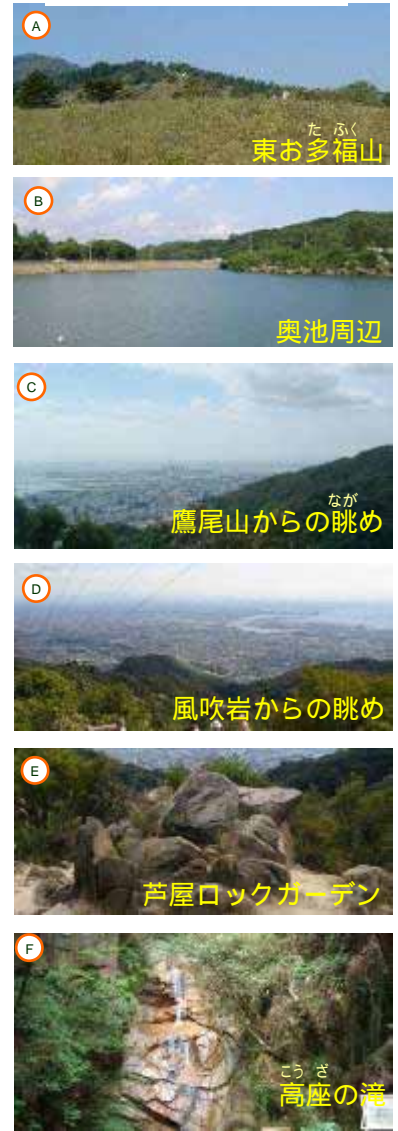 A
た ふく
東お多福山
B
奥池周辺
C
なが
鷹尾山からの眺め
D
風吹岩からの眺め
E
芦屋ロックガーデン
F
こう ざ
高座の滝